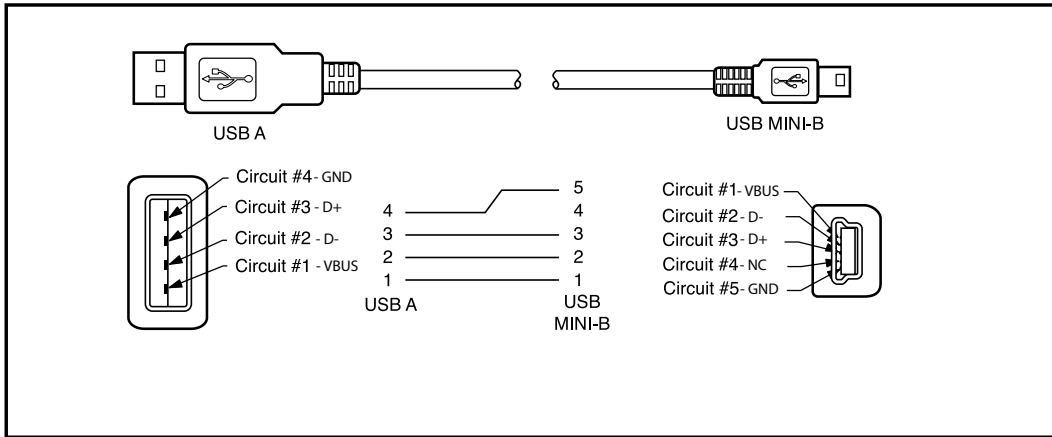 USB A
USB MINI-B
Circuit #4- GND
Circuit #3 - D+
Circuit #2 - D-
Circuit #1 - VBUS
5
4 4
3 3
2 2
1 1
USB A
USB
MINI-B
Circuit #1- VBUS
Circuit #2- D-
Circuit #3- D+
Circuit #4- NC
Circuit #5- GND